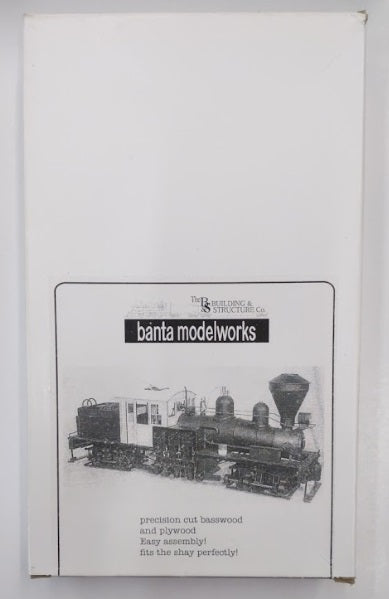 The B&S BUILDING &
STRUCTURE Co.
banta modelworks
precision cut basswood
and plywood
Easy assembly!
fits the shay perfectly!